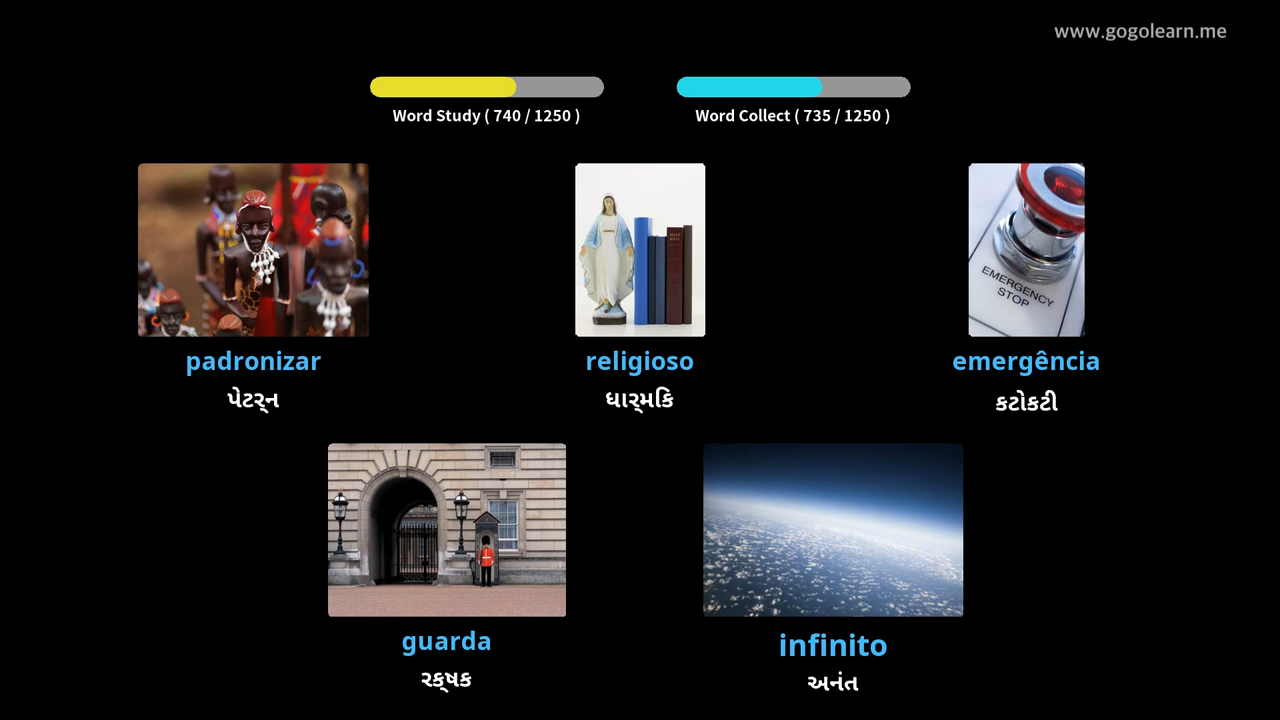 www.gogolearn.me
Word Study ( 740 / 1250 )
Word Collect ( 735 / 1250 )
EMERGENCY
STOP
padronizar
religioso
emergência
પેટર્ન
ધાર્મિક
કટોકટી
guarda
infinito
રક્ષક
અનંત